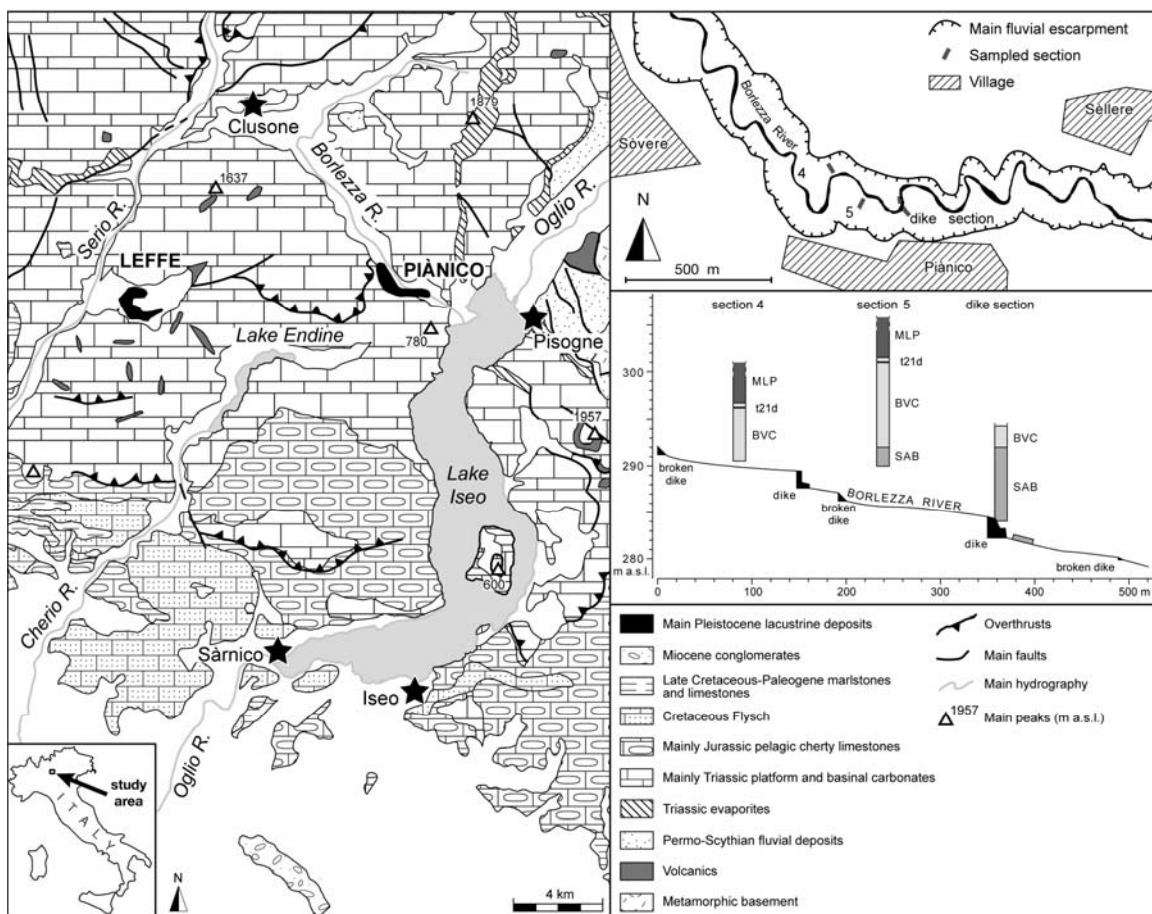 Clusone
1879
1637
Serio R.
Borlezza R.
Oglio R.
LEFFE
PIÀNICO
Lake Endine
780
Pisogne
1957
Lake
Iseo
600
Cherio R.
Sàrnico
Iseo
Oglio R.
study
area
ITALY
N
4 km
Main fluvial escarpment
Sampled section
Village
Borlezza River
Sòvere
Sèllere
4
5
dike section
N
500 m
Piànico
section 4
section 5
dike section
MLP
t21d
BVC
MLP
t21d
BVC
SAB
BVC
SAB
300
290
280
m a.s.l.
broken
dike
dike
broken
dike
BORLEZZA RIVER
dike
broken dike
0
100
200
300
400
500 m
Main Pleistocene lacustrine deposits
Miocene conglomerates
Late Cretaceous-Paleogene marlstones
and limestones
Cretaceous Flysch
Mainly Jurassic pelagic cherty limestones
Mainly Triassic platform and basinal carbonates
Triassic evaporites
Permo-Scythian fluvial deposits
Volcanics
Metamorphic basement
Overthrusts
Main faults
Main hydrography
1957
Main peaks (m a.s.l.)